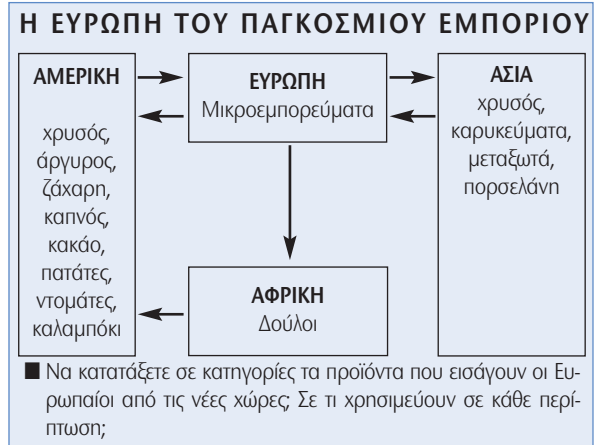 Η ΕΥΡΩΠΗ ΤΟΥ ΠΑΓΚΟΣΜΙΟΥ ΕΜΠΟΡΙΟΥ
ΑΜΕΡΙΚΗ
χρυσός,
άργυρος,
ζάχαρη,
καπνός,
κακάο,
πατάτες,
ντομάτες,
καλαμπόκι
ΕΥΡΩΠΗ
Μικροεμπορεύματα
ΑΣΙΑ
χρυσός,
καρυκεύματα,
μεταξωτά,
πορσελάνη
ΑΦΡΙΚΗ
Δούλοι
■ Να κατατάξετε σε κατηγορίες τα προϊόντα που εισάγουν οι Ευ-
ρωπαίοι από τις νέες χώρες; Σε τι χρησιμεύουν σε κάθε περί-
πτωση;